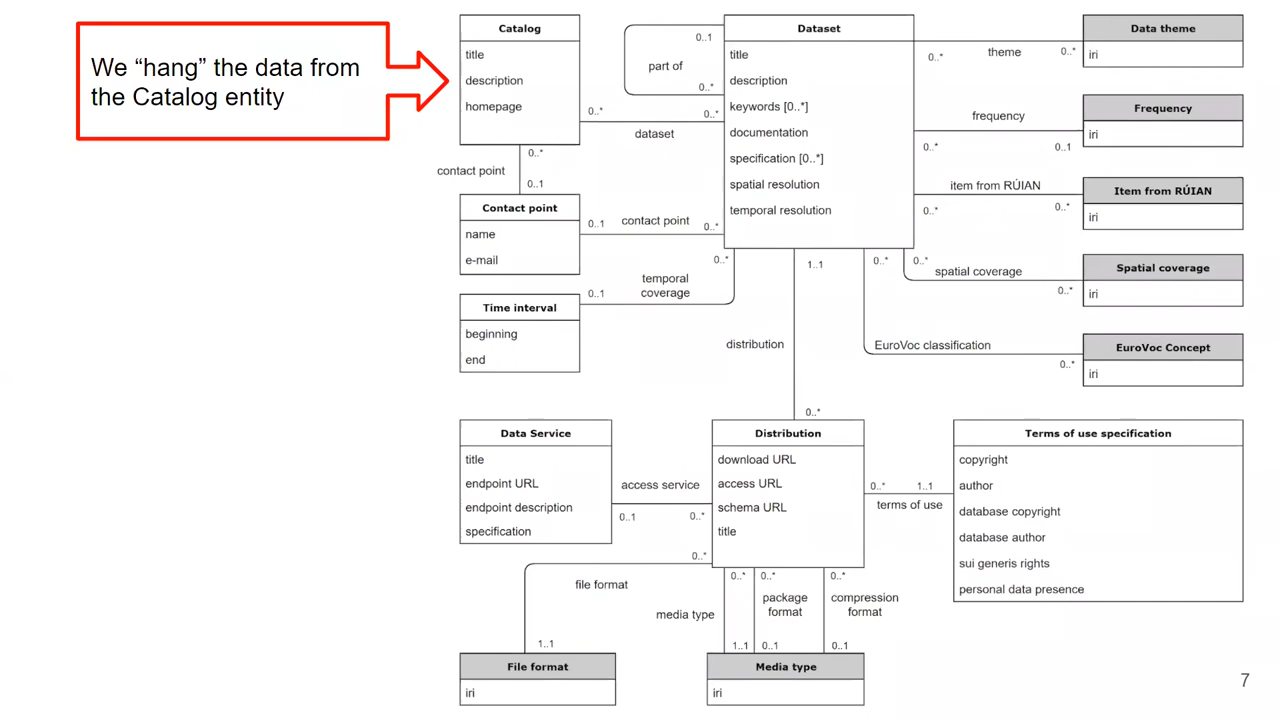 We “hang” the data from
the Catalog entity
Catalog
title
description
homepage
0..*
contact point
0..1
0..*
dataset
0..*
0..1
part of
0..*
Dataset
title
description
keywords [0..*]
documentation
specification [0..*]
spatial resolution
temporal resolution
0..*
theme
0..*
Data theme
iri
frequency
0..*
0..1
Frequency
iri
item from RÚIAN
0..*
0..*
Item from RÚIAN
iri
0..*
spatial coverage
0..*
Spatial coverage
iri
0..*
EuroVoc classification
0..*
EuroVoc Concept
iri
Contact point
name
e-mail
0..1
contact point
0..*
0..*
temporal
coverage
0..1
Time interval
beginning
end
1..1
distribution
0..*
Data Service
title
endpoint URL
endpoint description
specification
access service
0..1
0..*
Distribution
download URL
access URL
schema URL
title
0..*
1..1
terms of use
Terms of use specification
copyright
author
database copyright
database author
sui generis rights
personal data presence
0..*
file format
1..1
File format
iri
0..*
media type
1..1
0..*
package
format
0..1
0..*
compression
format
0..1
Media type
iri
7